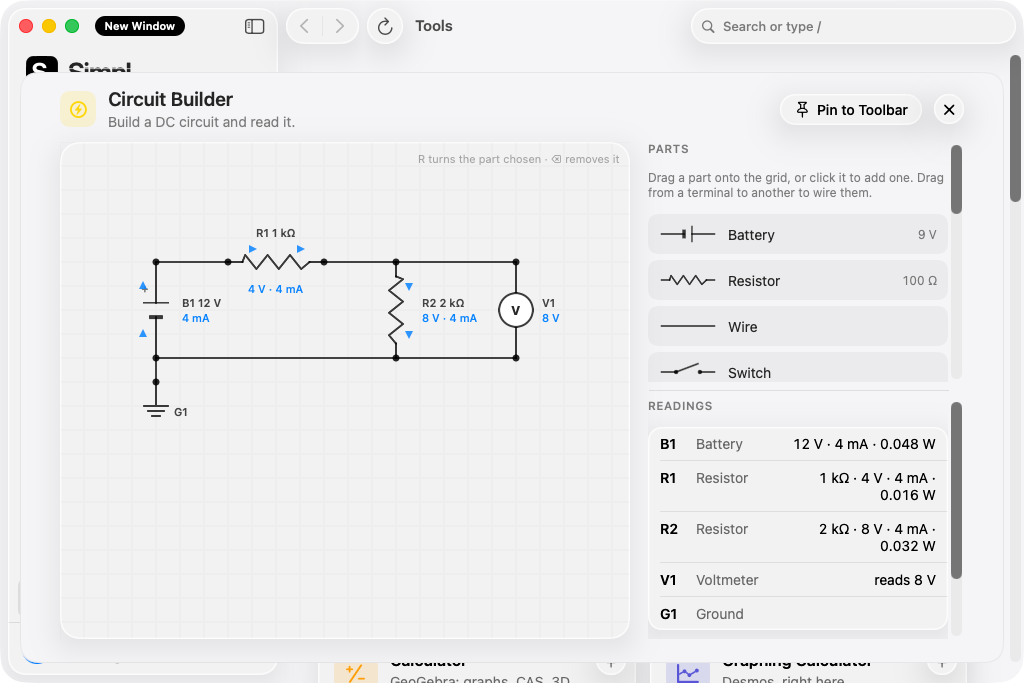 New Window
Tools
Search or type /
Circuit Builder
Build a DC circuit and read it.
Pin to Toolbar
R turns the part chosen · ⌫ removes it
R1 1 kΩ
4 V · 4 mA
B1 12 V
4 mA
R2 2 kΩ
8 V · 4 mA
V
V1
8 V
G1
PARTS
Drag a part onto the grid, or click it to add one. Drag
from a terminal to another to wire them.
Battery 9 V
Resistor 100 Ω
Wire
Switch
READINGS
B1 Battery 12 V · 4 mA · 0.048 W
R1 Resistor 1 kΩ · 4 V · 4 mA ·
0.016 W
R2 Resistor 2 kΩ · 8 V · 4 mA ·
0.032 W
V1 Voltmeter reads 8 V
G1 Ground
Calculator
GeoGebra: graphs, CAS, 3D
Graphing Calculator
Desmos, right here